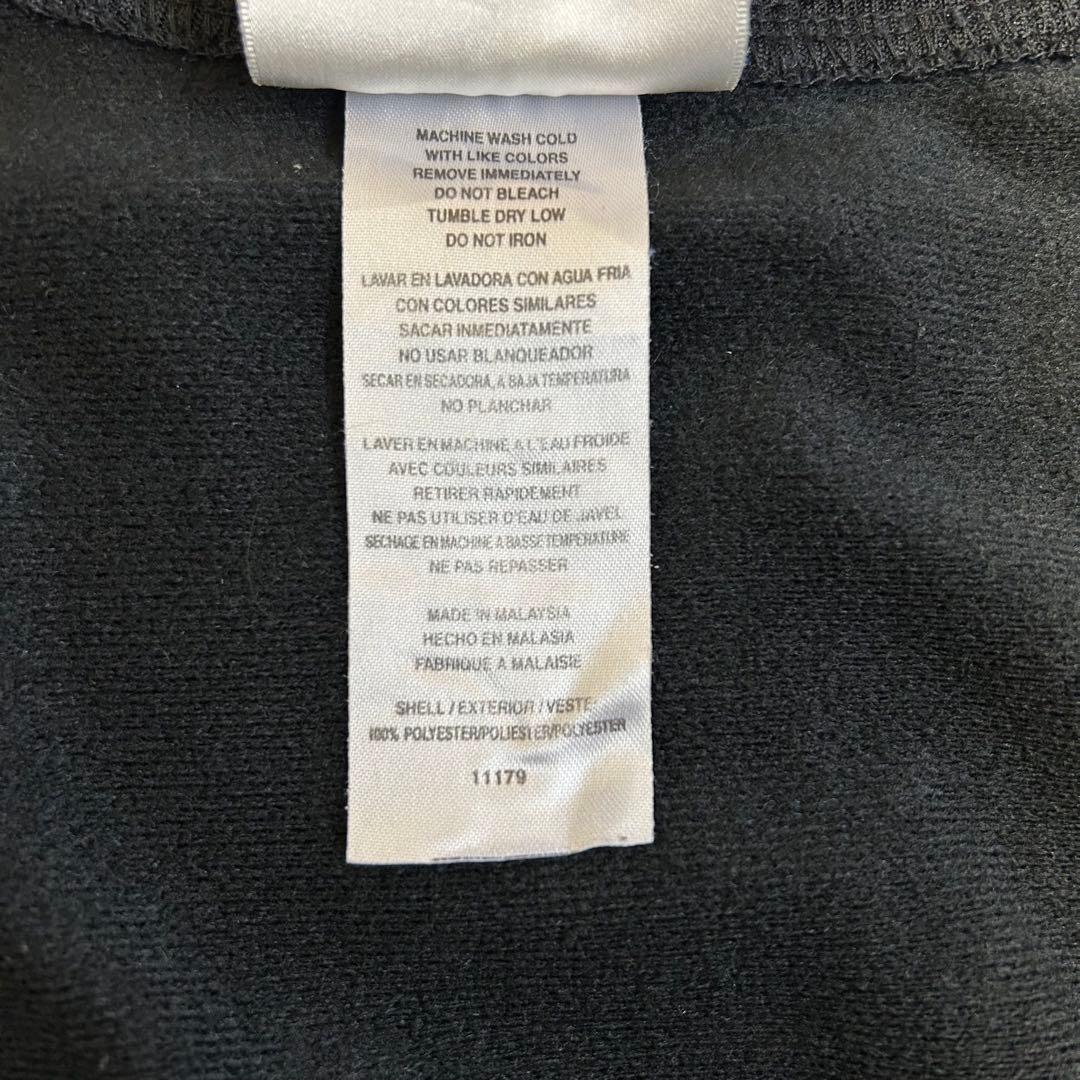 MACHINE WASH COLD
WITH LIKE COLORS
REMOVE IMMEDIATELY
DO NOT BLEACH
TUMBLE DRY LOW
DO NOT IRON
LAVAR EN LAVADORA CON AGUA FRIA
CON COLORES SIMILARES
SACAR INMEDIATAMENTE
NO USAR BLANQUEADOR
SECAR EN SECADORA, A BAJA TEMPERATURA
NO PLANCHAR
LAVER EN MACHINE A L'EAU FROIDE
AVEC COULEURS SIMILAIRES
RETIRER RAPIDEMENT
NE PAS UTILISER D'EAU DE JAVEL
SECHAGE EN MACHINE A BASSE TEMPERATURE
NE PAS REPASSER
MADE IN MALAYSIA
HECHO EN MALASIA
FABRIQUE A MALAISIE
SHELL / EXTERIOR / VESTE
100% POLYESTER/POLIESTER/POLYESTER
11179